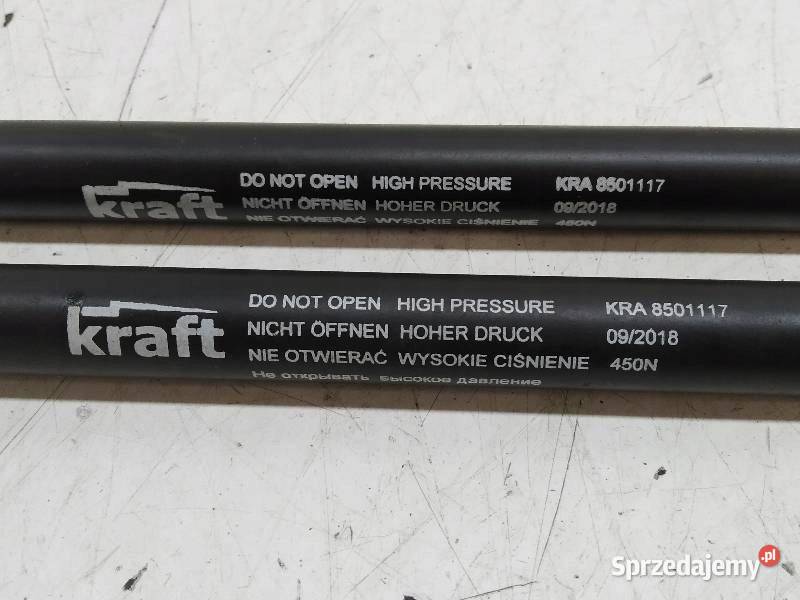 kraft
DO NOT OPEN HIGH PRESSURE KRA 8501117
NICHT ÖFFNEN HOHER DRUCK 09/2018
NIE OTWIERAĆ WYSOKIE CIŚNIENIE 450N
kraft
DO NOT OPEN HIGH PRESSURE KRA 8501117
NICHT ÖFFNEN HOHER DRUCK 09/2018
NIE OTWIERAĆ WYSOKIE CIŚNIENIE 450N
Не открывать высокое давление
Sprzedajemy.pl